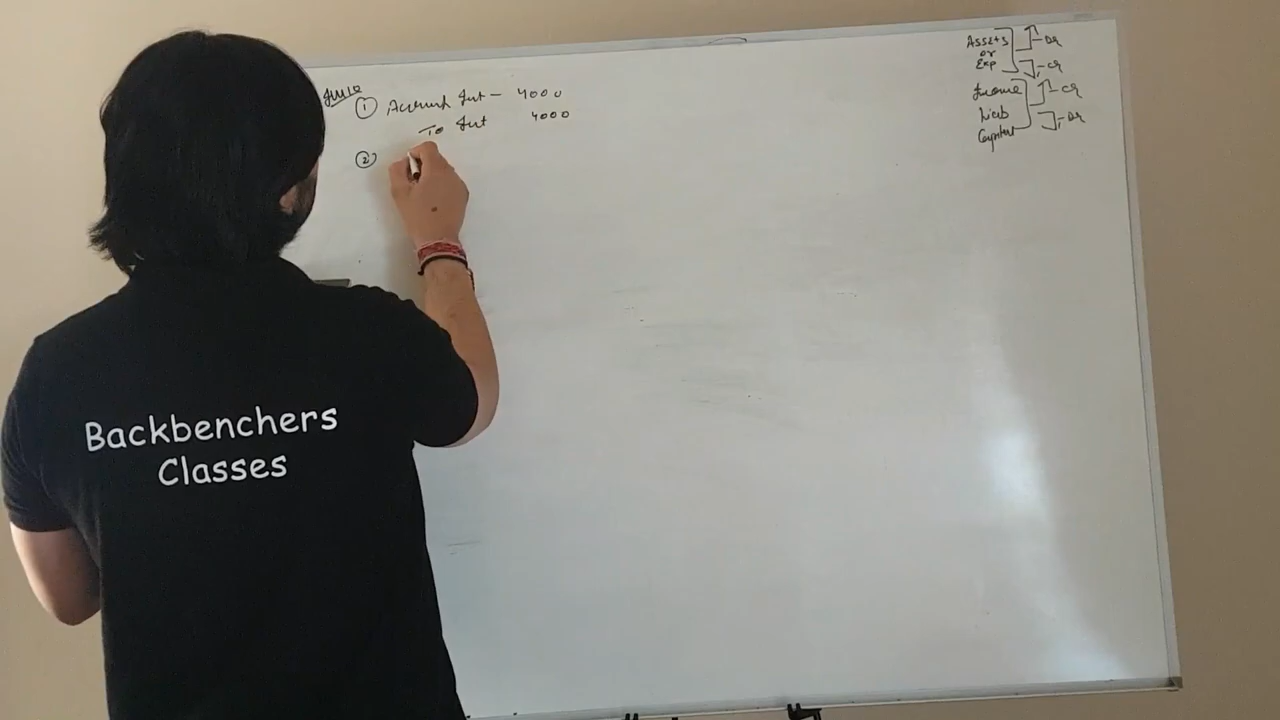 ① Accrued Int - 4000
To Int 4000
②
Assets
or
Exp
- DR
- CR
Income
Liab
Capital
- CR
- DR
Backbenchers
Classes